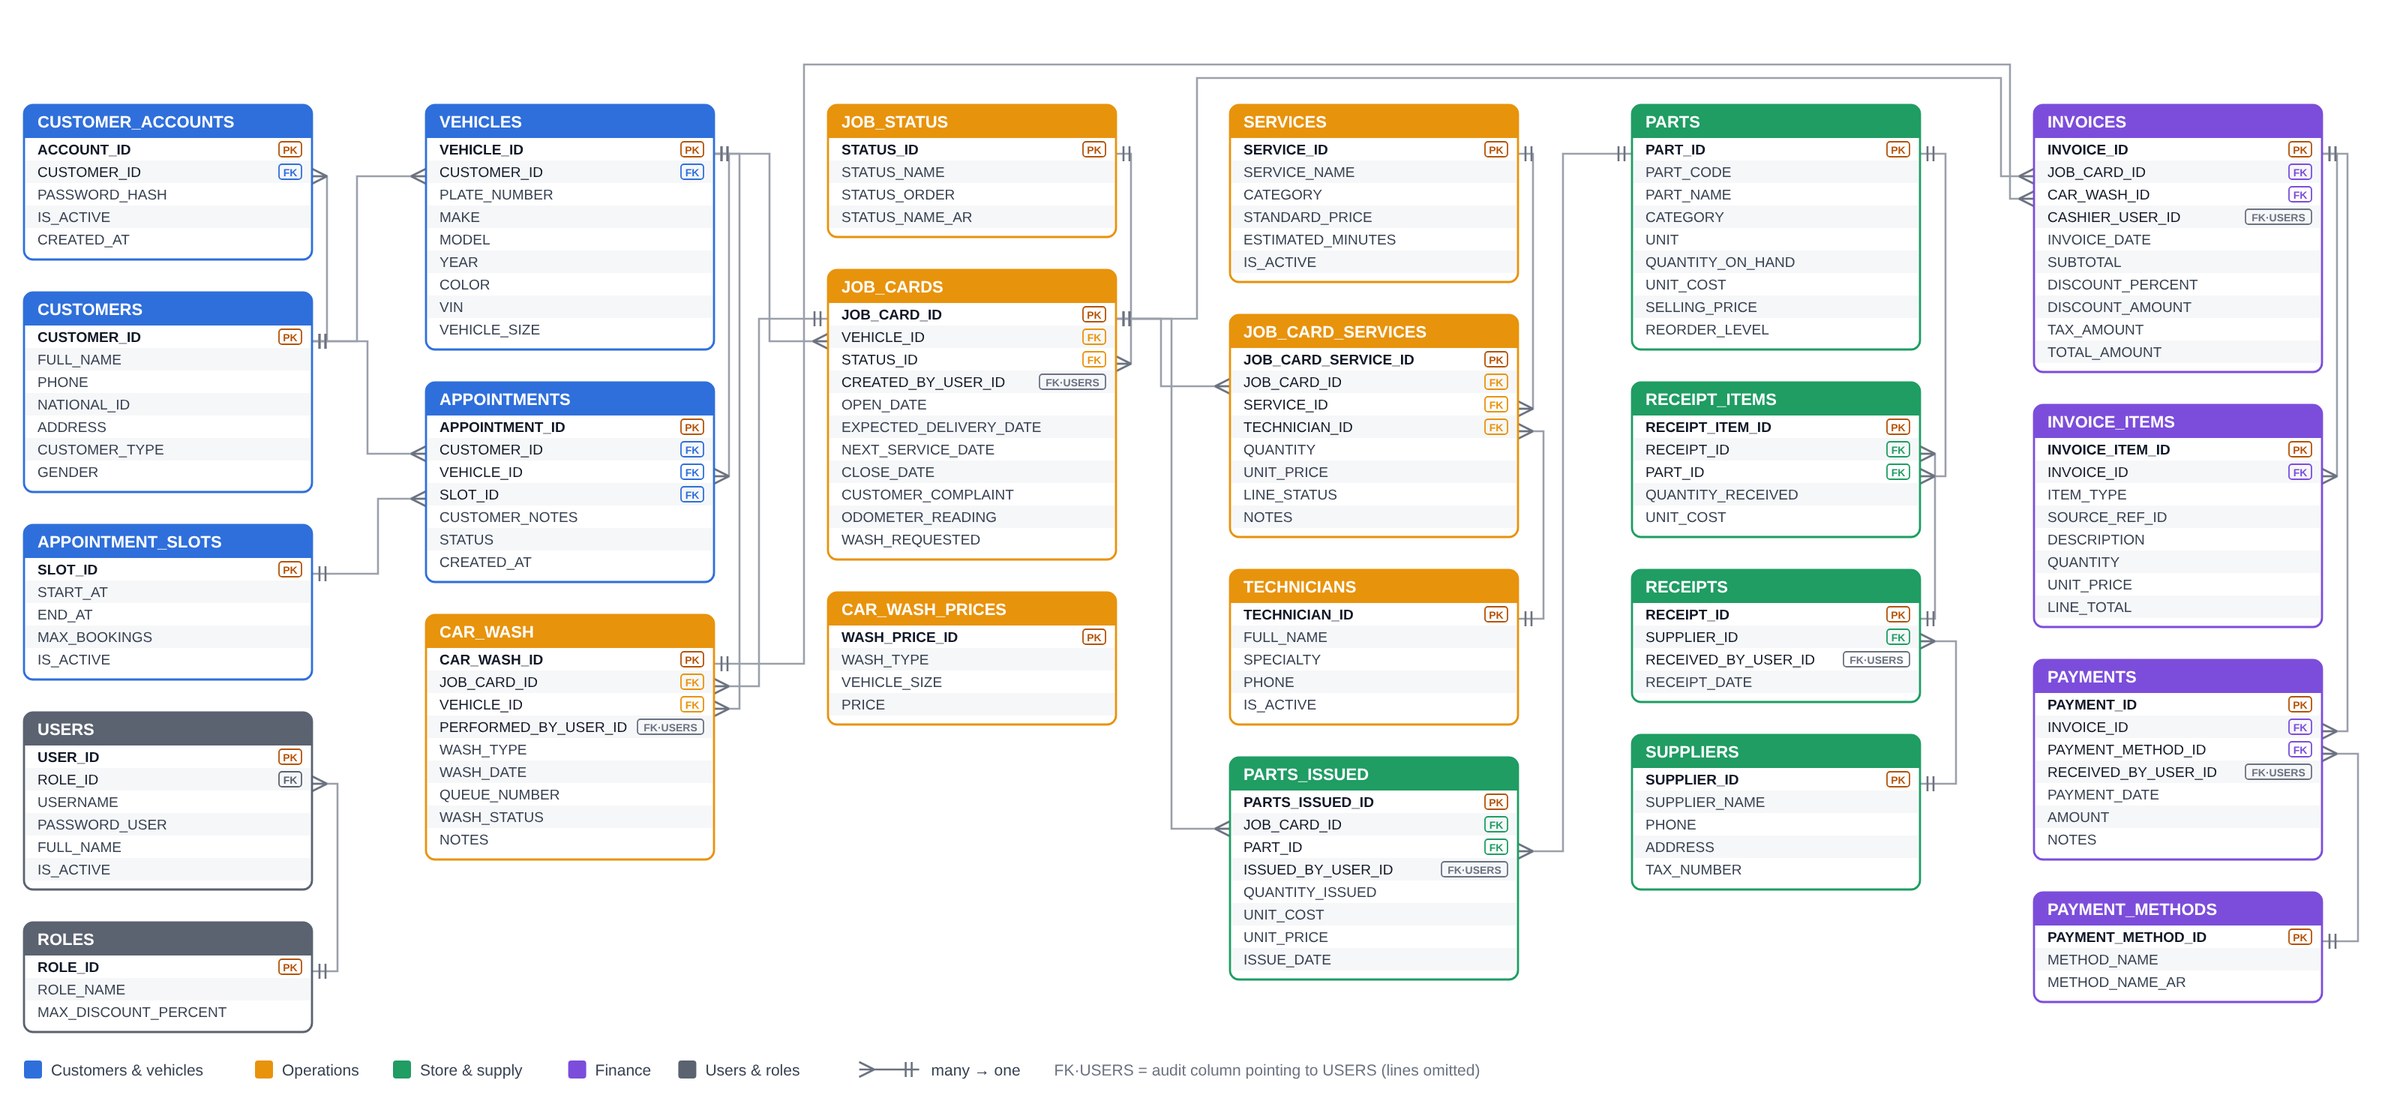 CUSTOMER_ACCOUNTS
ACCOUNT_ID PK
CUSTOMER_ID FK
PASSWORD_HASH
IS_ACTIVE
CREATED_AT
CUSTOMERS
CUSTOMER_ID PK
FULL_NAME
PHONE
NATIONAL_ID
ADDRESS
CUSTOMER_TYPE
GENDER
APPOINTMENT_SLOTS
SLOT_ID PK
START_AT
END_AT
MAX_BOOKINGS
IS_ACTIVE
USERS
USER_ID PK
ROLE_ID FK
USERNAME
PASSWORD_USER
FULL_NAME
IS_ACTIVE
ROLES
ROLE_ID PK
ROLE_NAME
MAX_DISCOUNT_PERCENT
VEHICLES
VEHICLE_ID PK
CUSTOMER_ID FK
PLATE_NUMBER
MAKE
MODEL
YEAR
COLOR
VIN
VEHICLE_SIZE
APPOINTMENTS
APPOINTMENT_ID PK
CUSTOMER_ID FK
VEHICLE_ID FK
SLOT_ID FK
CUSTOMER_NOTES
STATUS
CREATED_AT
CAR_WASH
CAR_WASH_ID PK
JOB_CARD_ID FK
VEHICLE_ID FK
PERFORMED_BY_USER_ID FK·USERS
WASH_TYPE
WASH_DATE
QUEUE_NUMBER
WASH_STATUS
NOTES
JOB_STATUS
STATUS_ID PK
STATUS_NAME
STATUS_ORDER
STATUS_NAME_AR
JOB_CARDS
JOB_CARD_ID PK
VEHICLE_ID FK
STATUS_ID FK
CREATED_BY_USER_ID FK·USERS
OPEN_DATE
EXPECTED_DELIVERY_DATE
NEXT_SERVICE_DATE
CLOSE_DATE
CUSTOMER_COMPLAINT
ODOMETER_READING
WASH_REQUESTED
CAR_WASH_PRICES
WASH_PRICE_ID PK
WASH_TYPE
VEHICLE_SIZE
PRICE
SERVICES
SERVICE_ID PK
SERVICE_NAME
CATEGORY
STANDARD_PRICE
ESTIMATED_MINUTES
IS_ACTIVE
JOB_CARD_SERVICES
JOB_CARD_SERVICE_ID PK
JOB_CARD_ID FK
SERVICE_ID FK
TECHNICIAN_ID FK
QUANTITY
UNIT_PRICE
LINE_STATUS
NOTES
TECHNICIANS
TECHNICIAN_ID PK
FULL_NAME
SPECIALTY
PHONE
IS_ACTIVE
PARTS_ISSUED
PARTS_ISSUED_ID PK
JOB_CARD_ID FK
PART_ID FK
ISSUED_BY_USER_ID FK·USERS
QUANTITY_ISSUED
UNIT_COST
UNIT_PRICE
ISSUE_DATE
PARTS
PART_ID PK
PART_CODE
PART_NAME
CATEGORY
UNIT
QUANTITY_ON_HAND
UNIT_COST
SELLING_PRICE
REORDER_LEVEL
RECEIPT_ITEMS
RECEIPT_ITEM_ID PK
RECEIPT_ID FK
PART_ID FK
QUANTITY_RECEIVED
UNIT_COST
RECEIPTS
RECEIPT_ID PK
SUPPLIER_ID FK
RECEIVED_BY_USER_ID FK·USERS
RECEIPT_DATE
SUPPLIERS
SUPPLIER_ID PK
SUPPLIER_NAME
PHONE
ADDRESS
TAX_NUMBER
INVOICES
INVOICE_ID PK
JOB_CARD_ID FK
CAR_WASH_ID FK
CASHIER_USER_ID FK·USERS
INVOICE_DATE
SUBTOTAL
DISCOUNT_PERCENT
DISCOUNT_AMOUNT
TAX_AMOUNT
TOTAL_AMOUNT
INVOICE_ITEMS
INVOICE_ITEM_ID PK
INVOICE_ID FK
ITEM_TYPE
SOURCE_REF_ID
DESCRIPTION
QUANTITY
UNIT_PRICE
LINE_TOTAL
PAYMENTS
PAYMENT_ID PK
INVOICE_ID FK
PAYMENT_METHOD_ID FK
RECEIVED_BY_USER_ID FK·USERS
PAYMENT_DATE
AMOUNT
NOTES
PAYMENT_METHODS
PAYMENT_METHOD_ID PK
METHOD_NAME
METHOD_NAME_AR
Customers & vehicles Operations Store & supply Finance Users & roles many → one FK·USERS = audit column pointing to USERS (lines omitted)